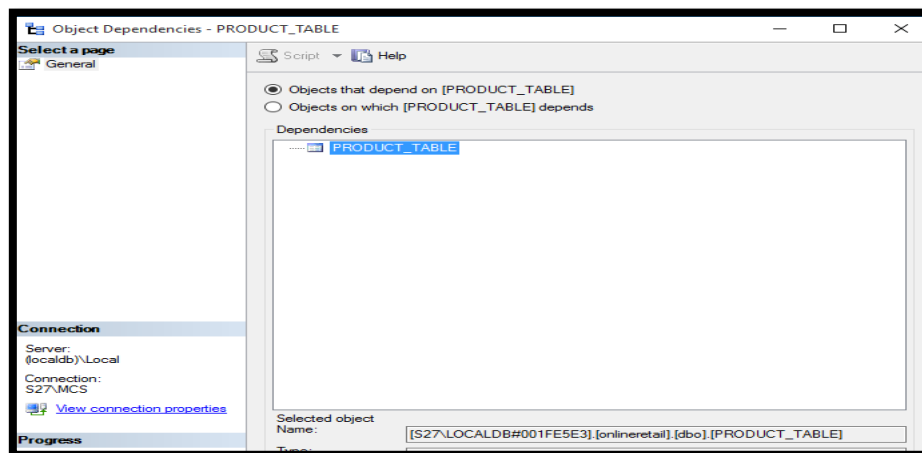 Object Dependencies - PRODUCT_TABLE
Select a page
General
Script Help
Objects that depend on [PRODUCT_TABLE]
Objects on which [PRODUCT_TABLE] depends
Dependencies
PRODUCT_TABLE
Connection
Server:
(localdb)\Local
Connection:
S27\MCS
View connection properties
Progress
Selected object
Name:
[S27\LOCALDB#001FE5E3].[onlineretail].[dbo].[PRODUCT_TABLE]